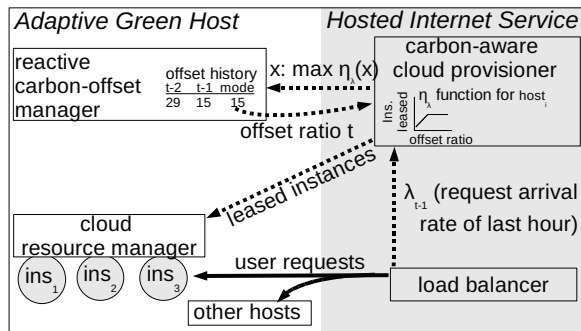 Adaptive Green Host
Hosted Internet Service
reactive
carbon-offset
manager
offset history
t-2 t-1 mode
29 15 15
x: max ηλ(x)
offset ratio t
carbon-aware
cloud provisioner
ηλ function for hosti
Ins.
leased
offset ratio
leased instances
λt-1 (request arrival
rate of last hour)
cloud
resource manager
ins1 ins2 ins3
user requests
load balancer
other hosts